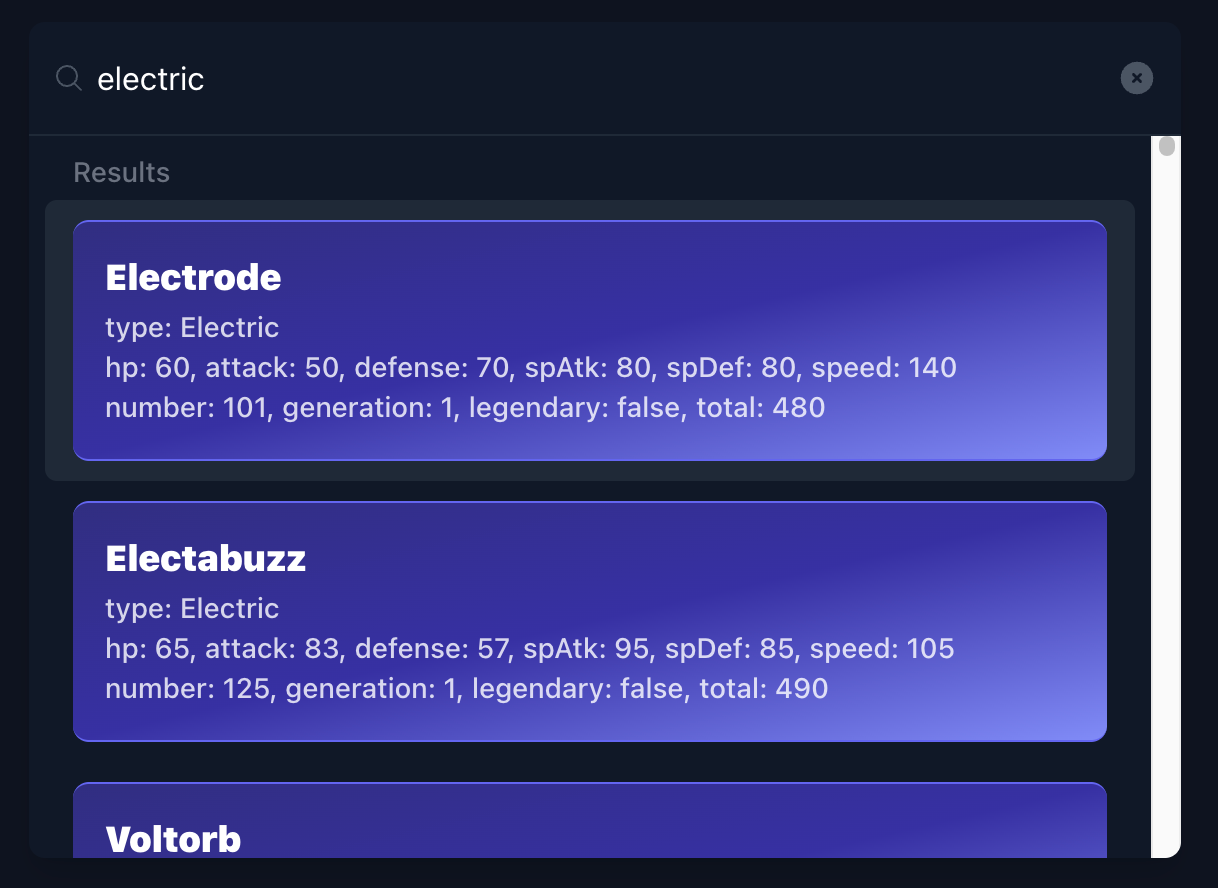 electric
Results
Electrode
type: Electric
hp: 60, attack: 50, defense: 70, spAtk: 80, spDef: 80, speed: 140
number: 101, generation: 1, legendary: false, total: 480
Electabuzz
type: Electric
hp: 65, attack: 83, defense: 57, spAtk: 95, spDef: 85, speed: 105
number: 125, generation: 1, legendary: false, total: 490
Voltorb